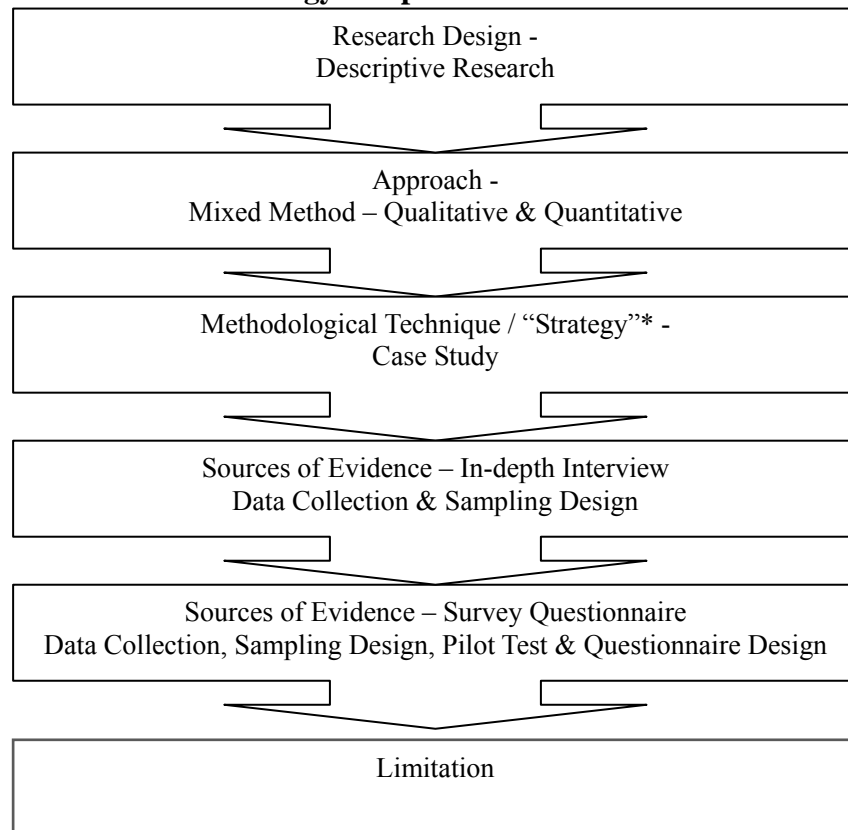 Research Design -
Descriptive Research
Approach -
Mixed Method – Qualitative & Quantitative
Methodological Technique / “Strategy”* -
Case Study
Sources of Evidence – In-depth Interview
Data Collection & Sampling Design
Sources of Evidence – Survey Questionnaire
Data Collection, Sampling Design, Pilot Test & Questionnaire Design
Limitation